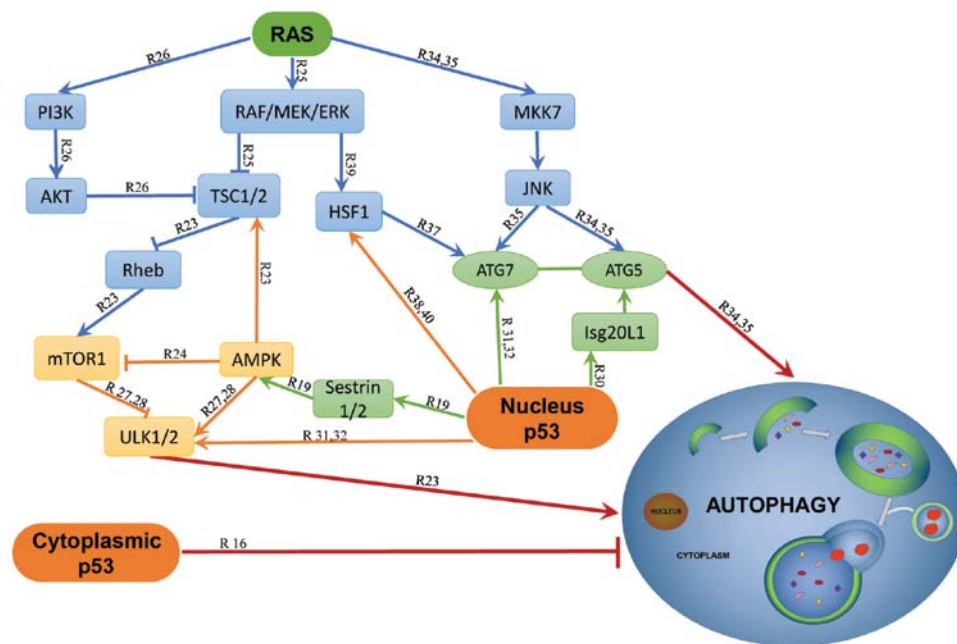 RAS
R26
R25
R34,35
PI3K
RAF/MEK/ERK
MKK7
R26
R25
R39
AKT
R26
TSC1/2
HSF1
JNK
R23
R37
R35
R34,35
Rheb
R23
ATG7
ATG5
R23
R38,40
R 31,32
Isg20L1
R34,35
mTOR1
R24
AMPK
R19
Sestrin
1/2
R19
R30
R 27,28
R27,28
Nucleus
p53
ULK1/2
R 31,32
R23
AUTOPHAGY
NUCLEUS
CYTOPLASM
Cytoplasmic
p53
R 16